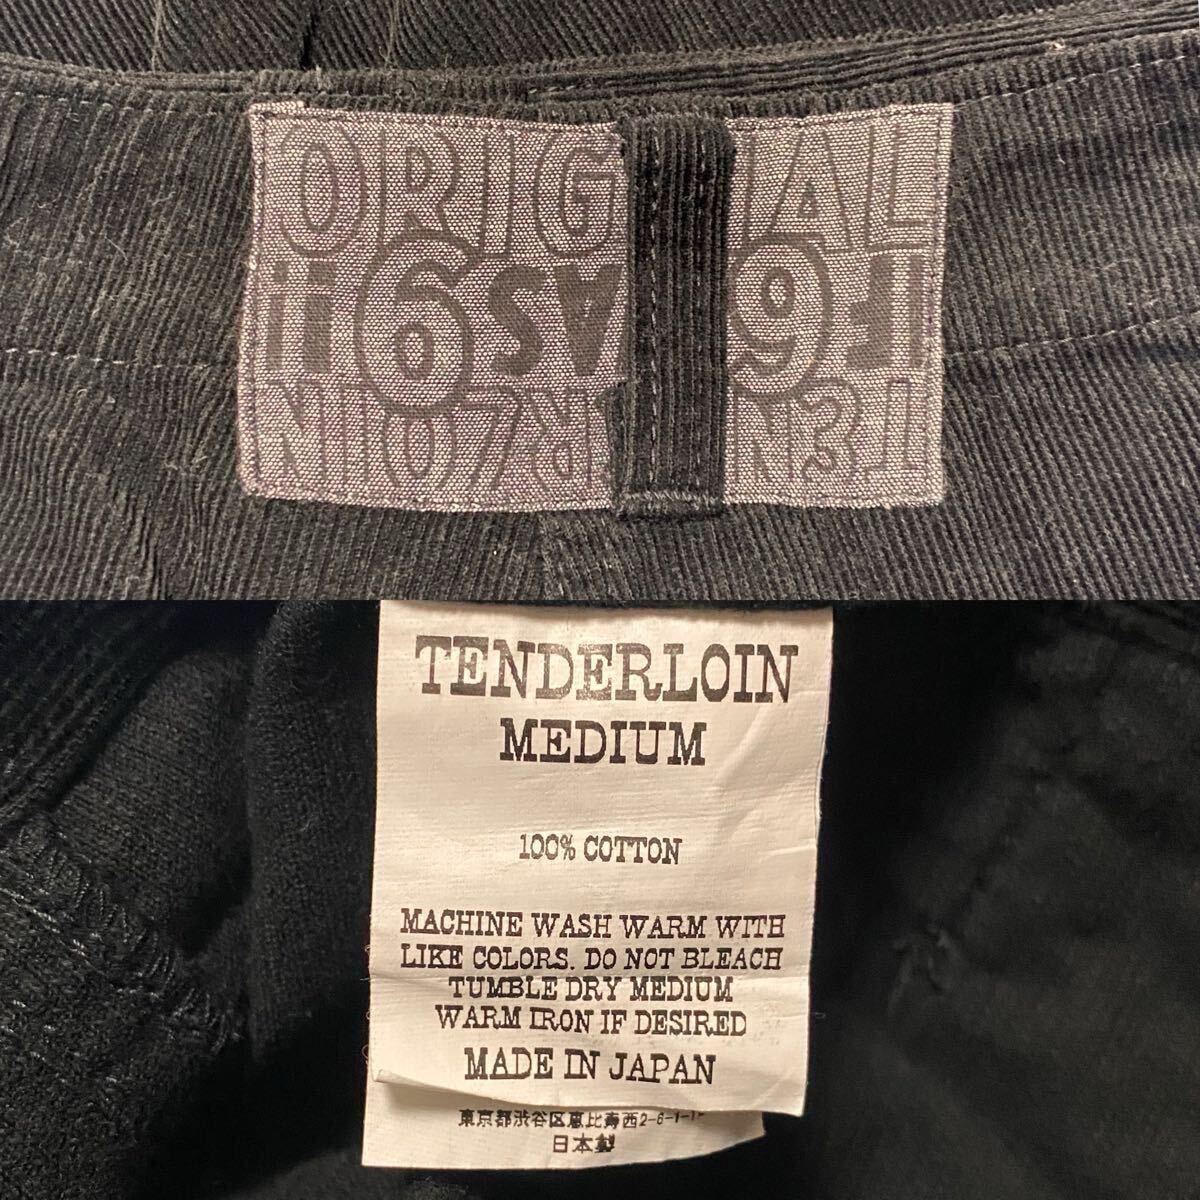 ORIG AL
TENDERLOIN
MEDIUM
100% COTTON
MACHINE WASH WARM WITH
LIKE COLORS. DO NOT BLEACH
TUMBLE DRY MEDIUM
WARM IRON IF DESIRED
MADE IN JAPAN
東京都渋谷区恵比寿西2-6-1-1
日本製